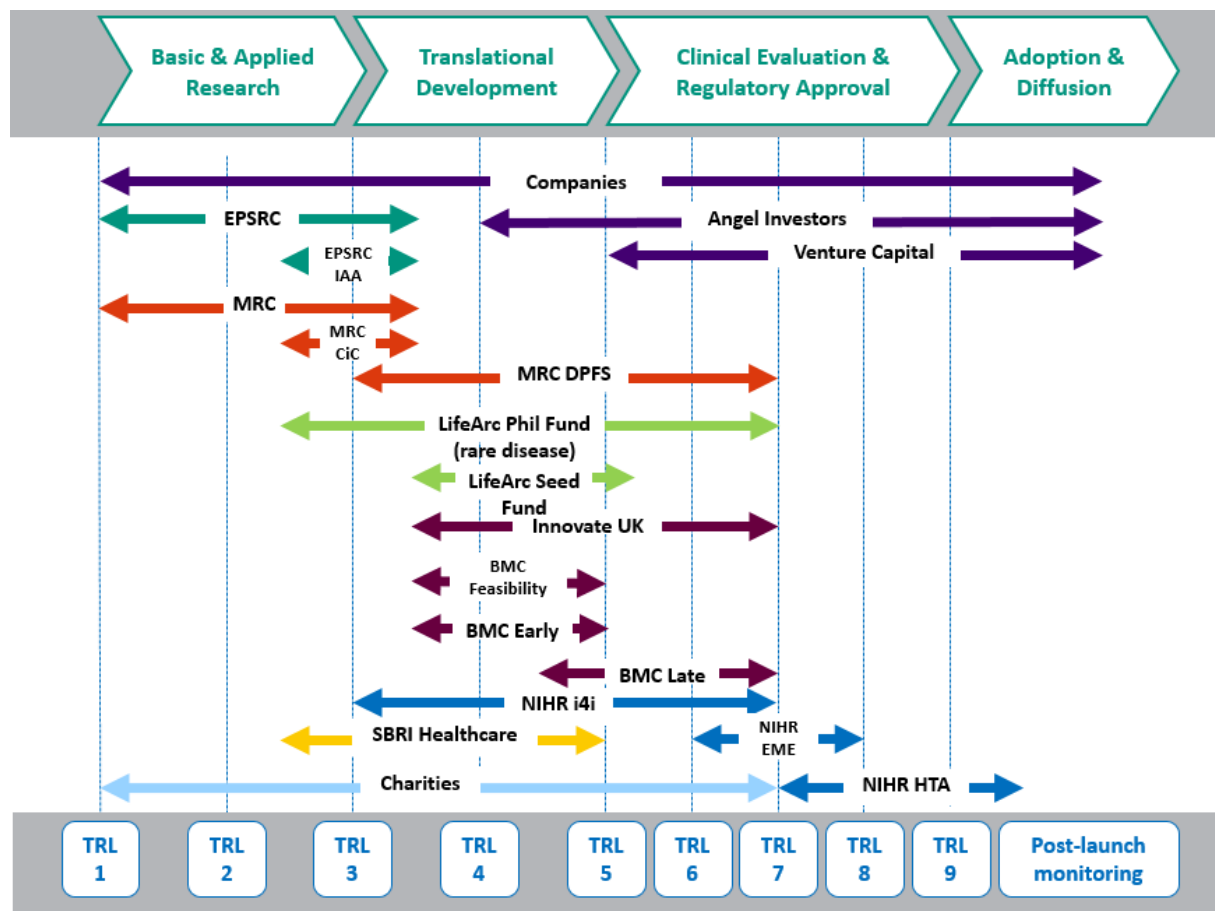 Basic & Applied
Research
Translational
Development
Clinical Evaluation &
Regulatory Approval
Adoption &
Diffusion
Companies
EPSRC
Angel Investors
EPSRC
IAA
Venture Capital
MRC
MRC
CiC
MRC DPFS
LifeArc Phil Fund
(rare disease)
LifeArc Seed
Fund
Innovate UK
BMC
Feasibility
BMC Early
BMC Late
NIHR i4i
SBRI Healthcare
NIHR
EME
Charities
NIHR HTA
TRL
1
TRL
2
TRL
3
TRL
4
TRL
5
TRL
6
TRL
7
TRL
8
TRL
9
Post-launch
monitoring